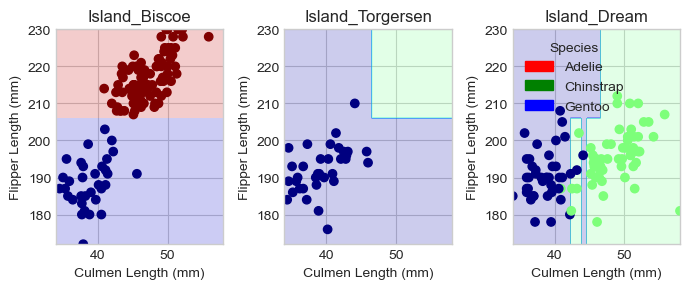 Island_Biscoe
230
220
210
200
190
180
40
50
Flipper Length (mm)
Culmen Length (mm)
Island_Torgersen
230
220
210
200
190
180
40
50
Flipper Length (mm)
Culmen Length (mm)
Island_Dream
Species
Adelie
Chinstrap
Gentoo
230
220
210
200
190
180
40
50
Flipper Length (mm)
Culmen Length (mm)